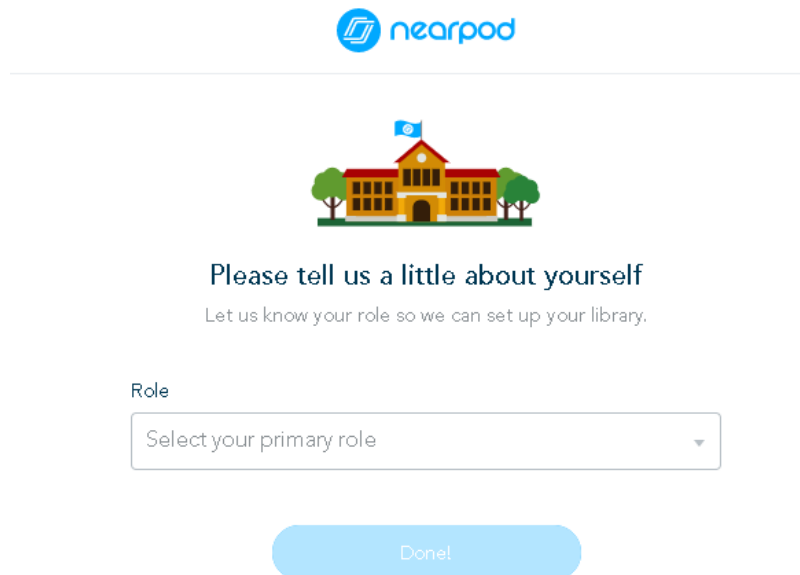 nearpod
Please tell us a little about yourself
Let us know your role so we can set up your library.
Role
Select your primary role
Done!